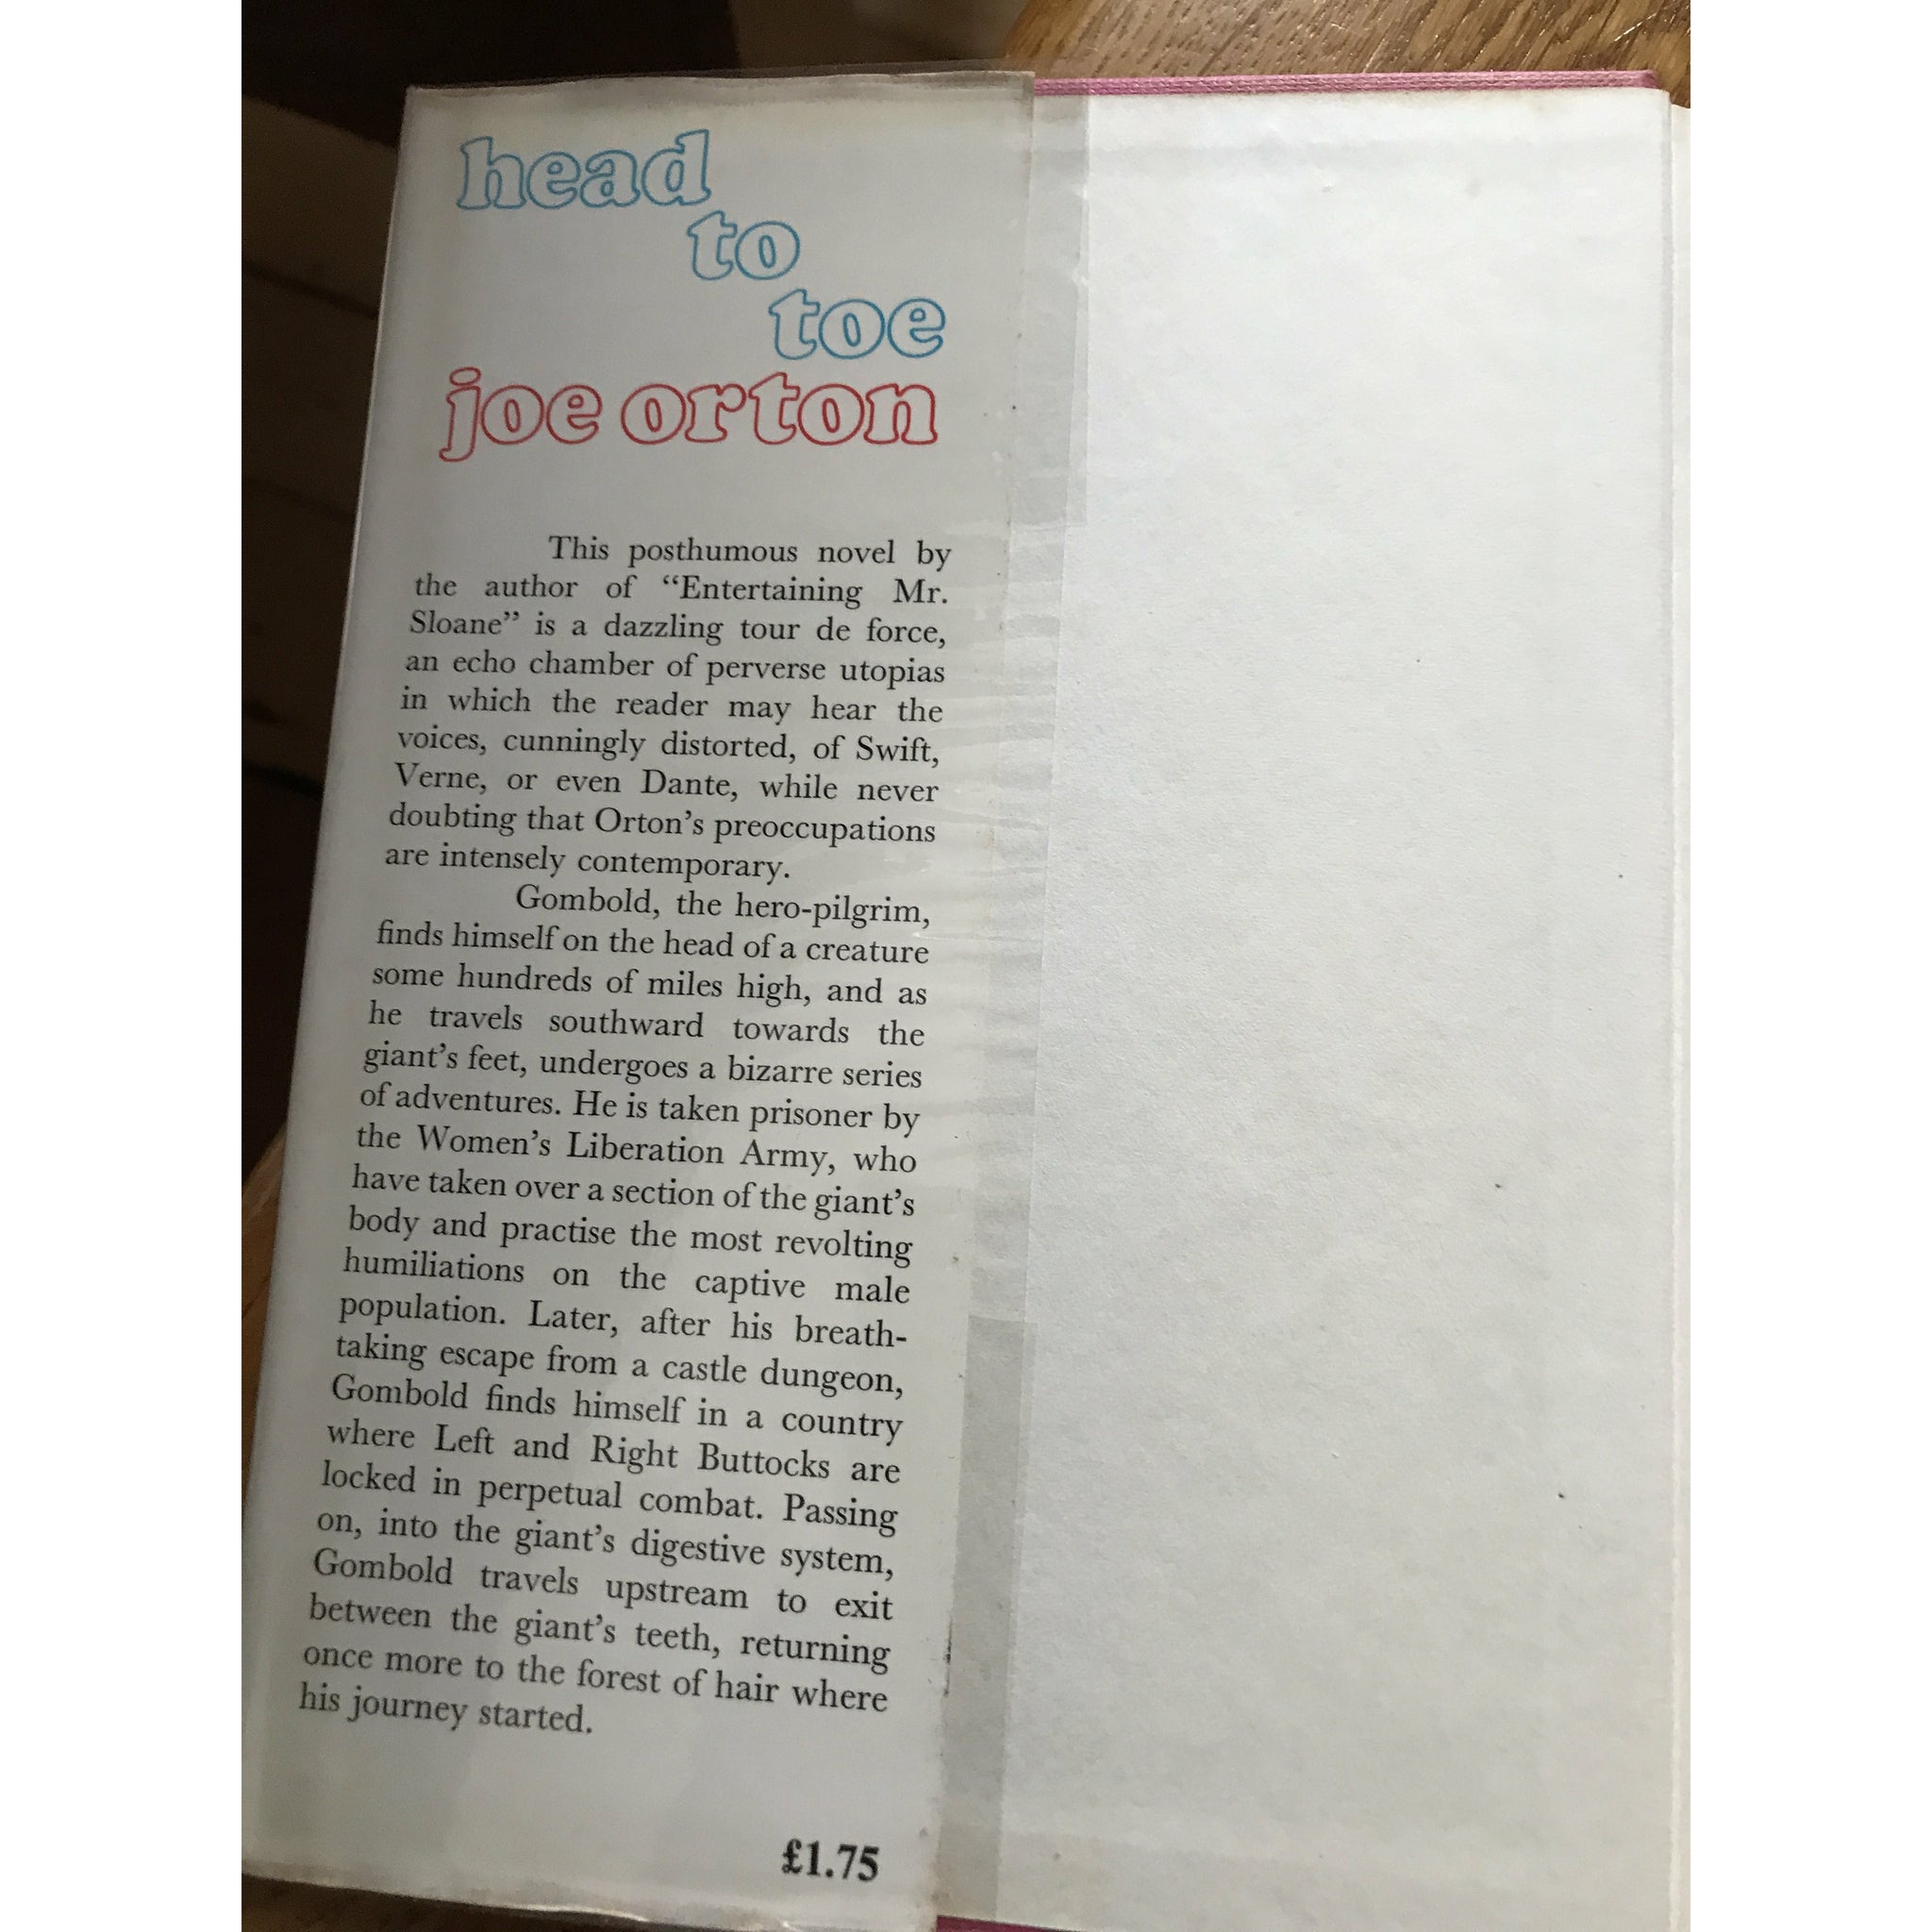 head
to
toe
joe orton
This posthumous novel by
the author of “Entertaining Mr.
Sloane” is a dazzling tour de force,
an echo chamber of perverse utopias
in which the reader may hear the
voices, cunningly distorted, of Swift,
Verne, or even Dante, while never
doubting that Orton’s preoccupations
are intensely contemporary.
Gombold, the hero-pilgrim,
finds himself on the head of a creature
some hundreds of miles high, and as
he travels southward towards the
giant’s feet, undergoes a bizarre series
of adventures. He is taken prisoner by
the Women’s Liberation Army, who
have taken over a section of the giant’s
body and practise the most revolting
humiliations on the captive male
population. Later, after his breath-
taking escape from a castle dungeon,
Gombold finds himself in a country
where Left and Right Buttocks are
locked in perpetual combat. Passing
on, into the giant’s digestive system,
Gombold travels upstream to exit
between the giant’s teeth, returning
once more to the forest of hair where
his journey started.
£1.75